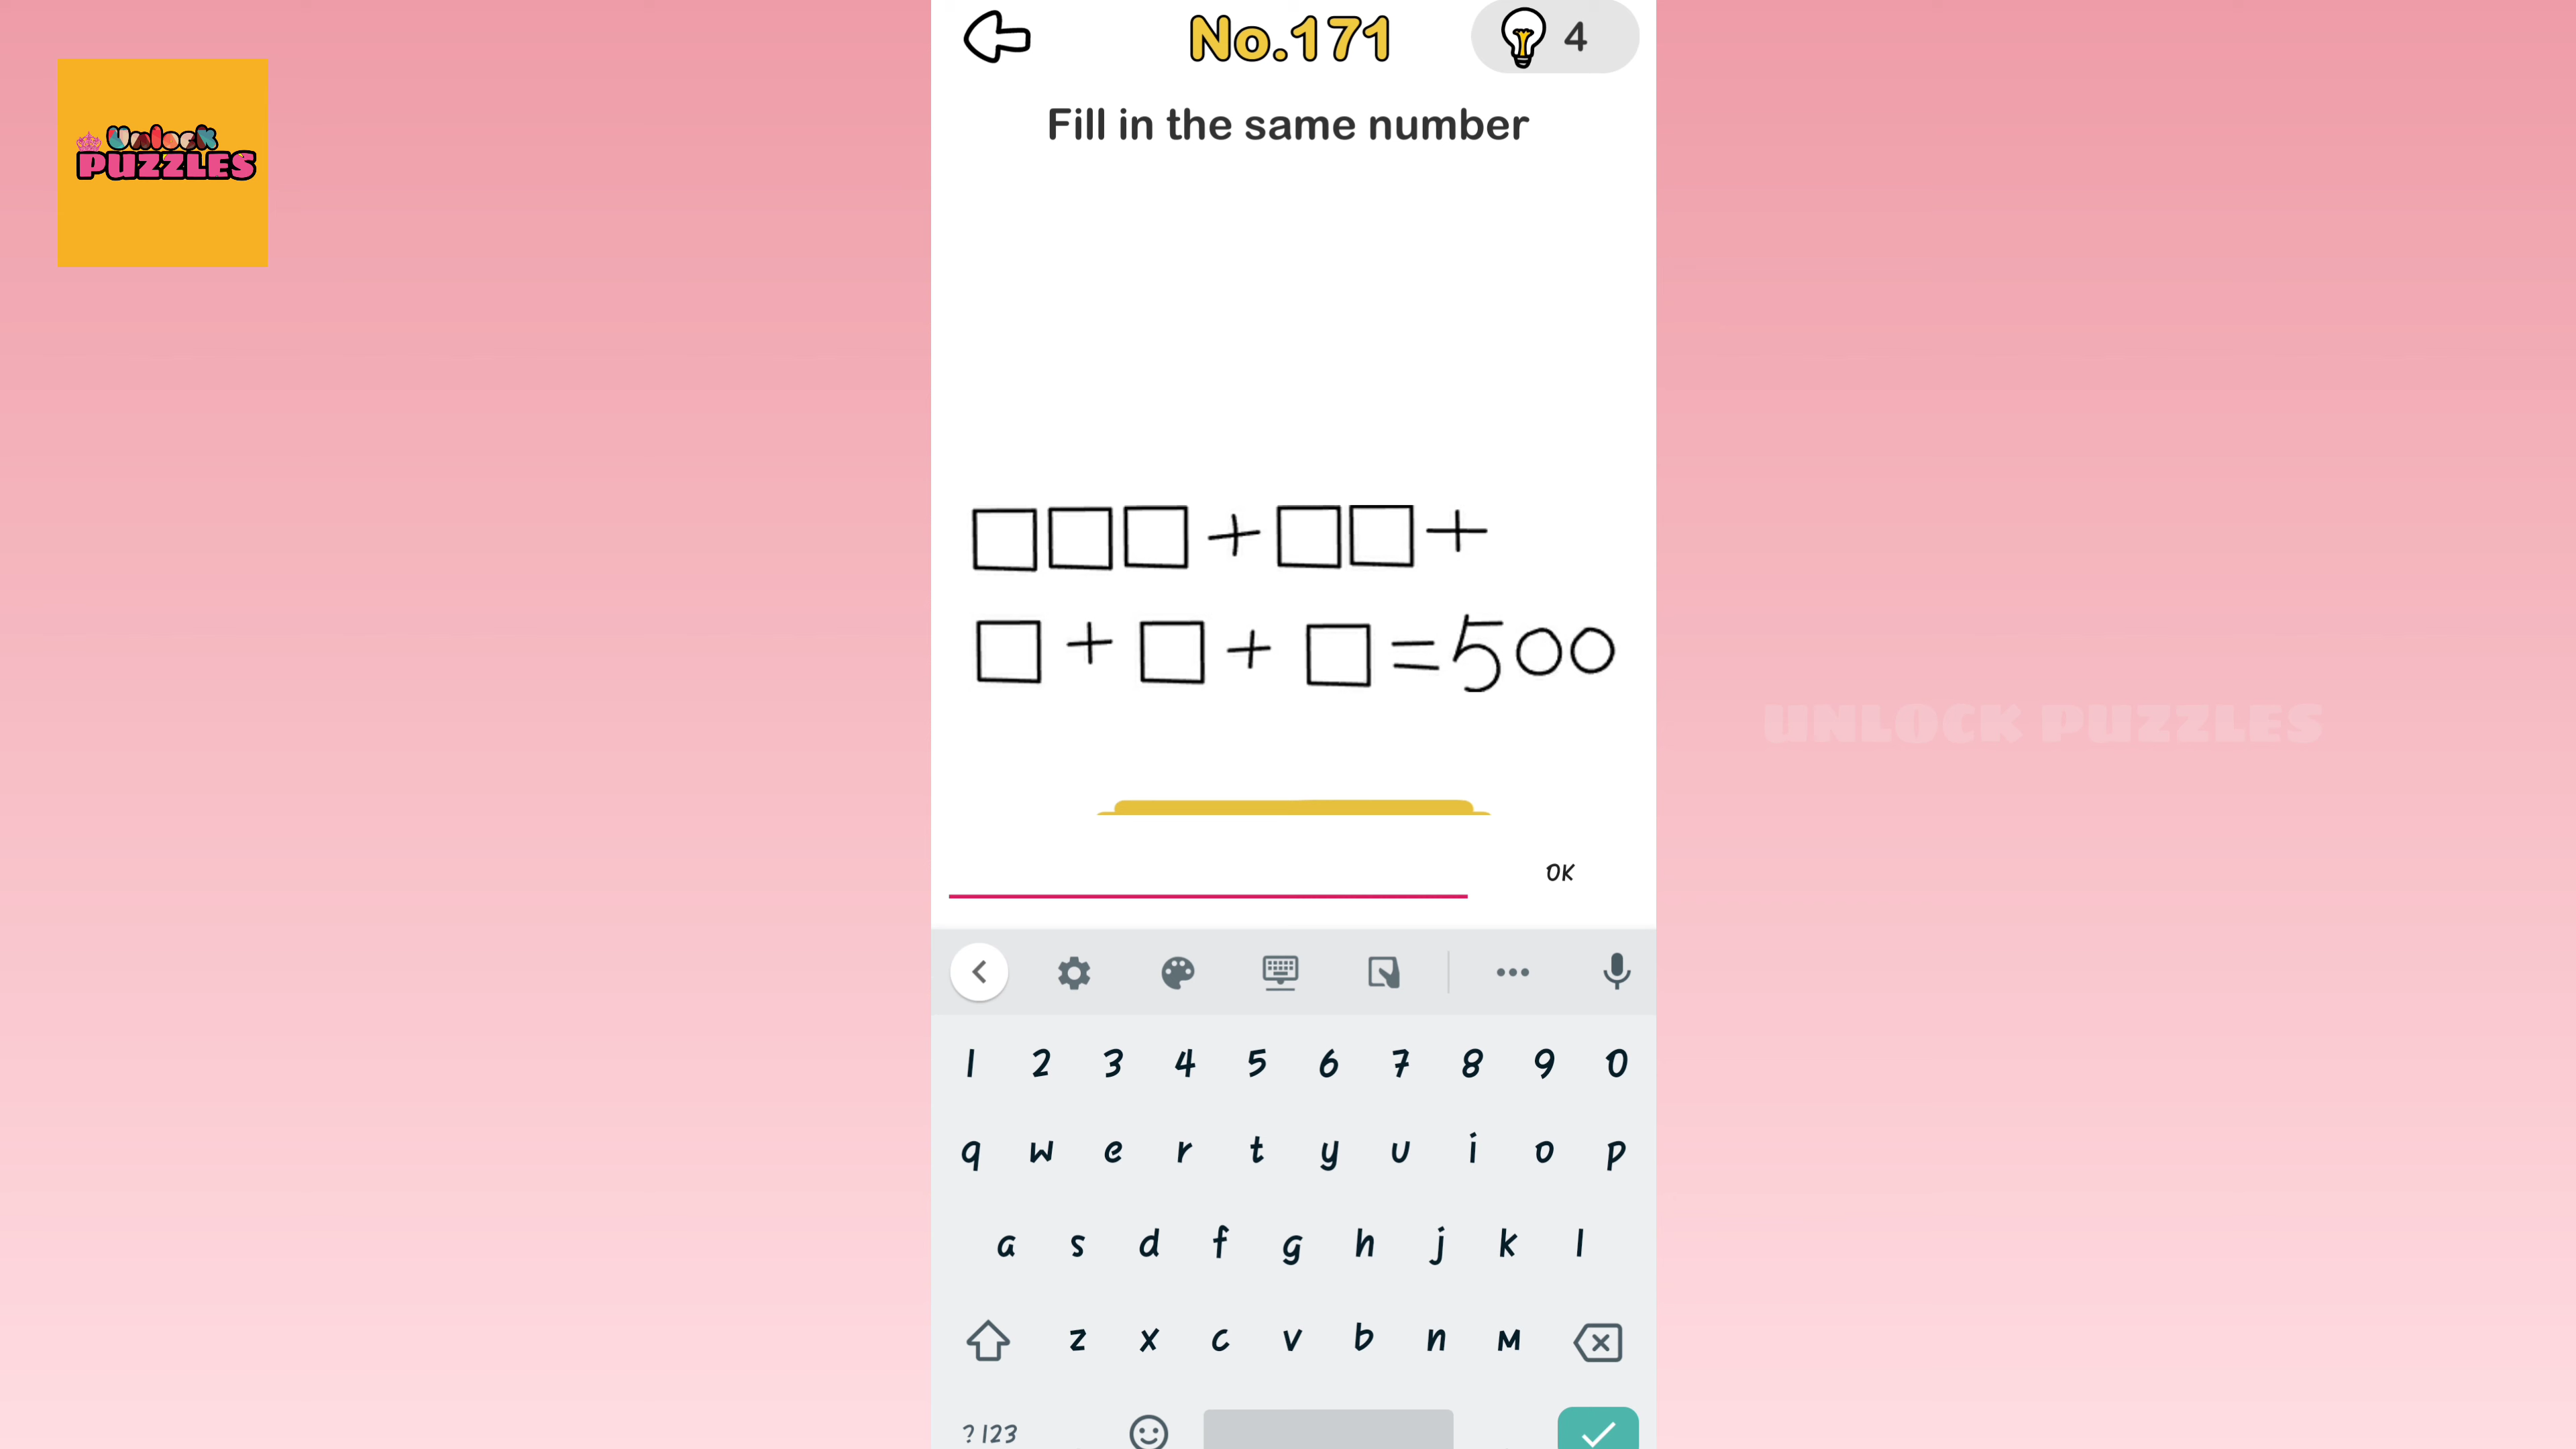 No.171
4
Unlock
PUZZLES
Fill in the same number
□□□+□□+
□+□+□=500
UNLOCK PUZZLES
OK
1 2 3 4 5 6 7 8 9 0
q w e r t y u i o p
a s d f g h j k l
z x c v b n m
?123